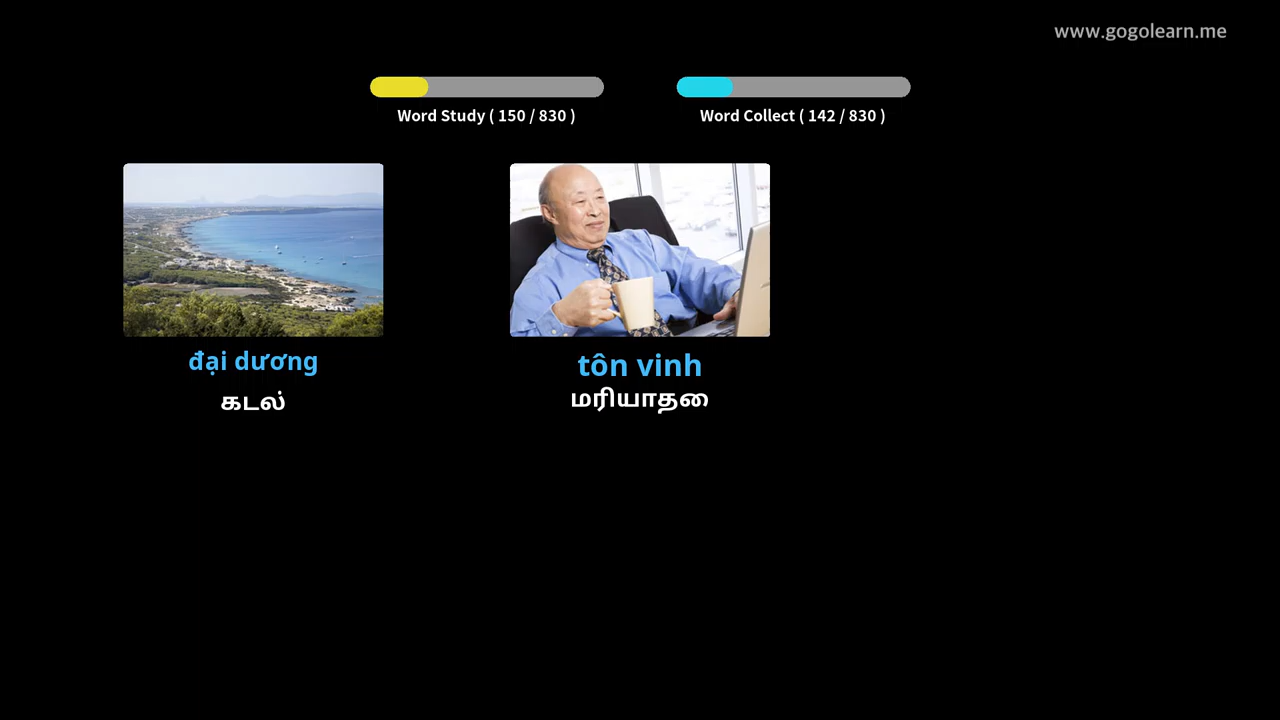 www.gogolearn.me
Word Study ( 150 / 830 )
Word Collect ( 142 / 830 )
đại dương
கடல்
tôn vinh
மரியாதை